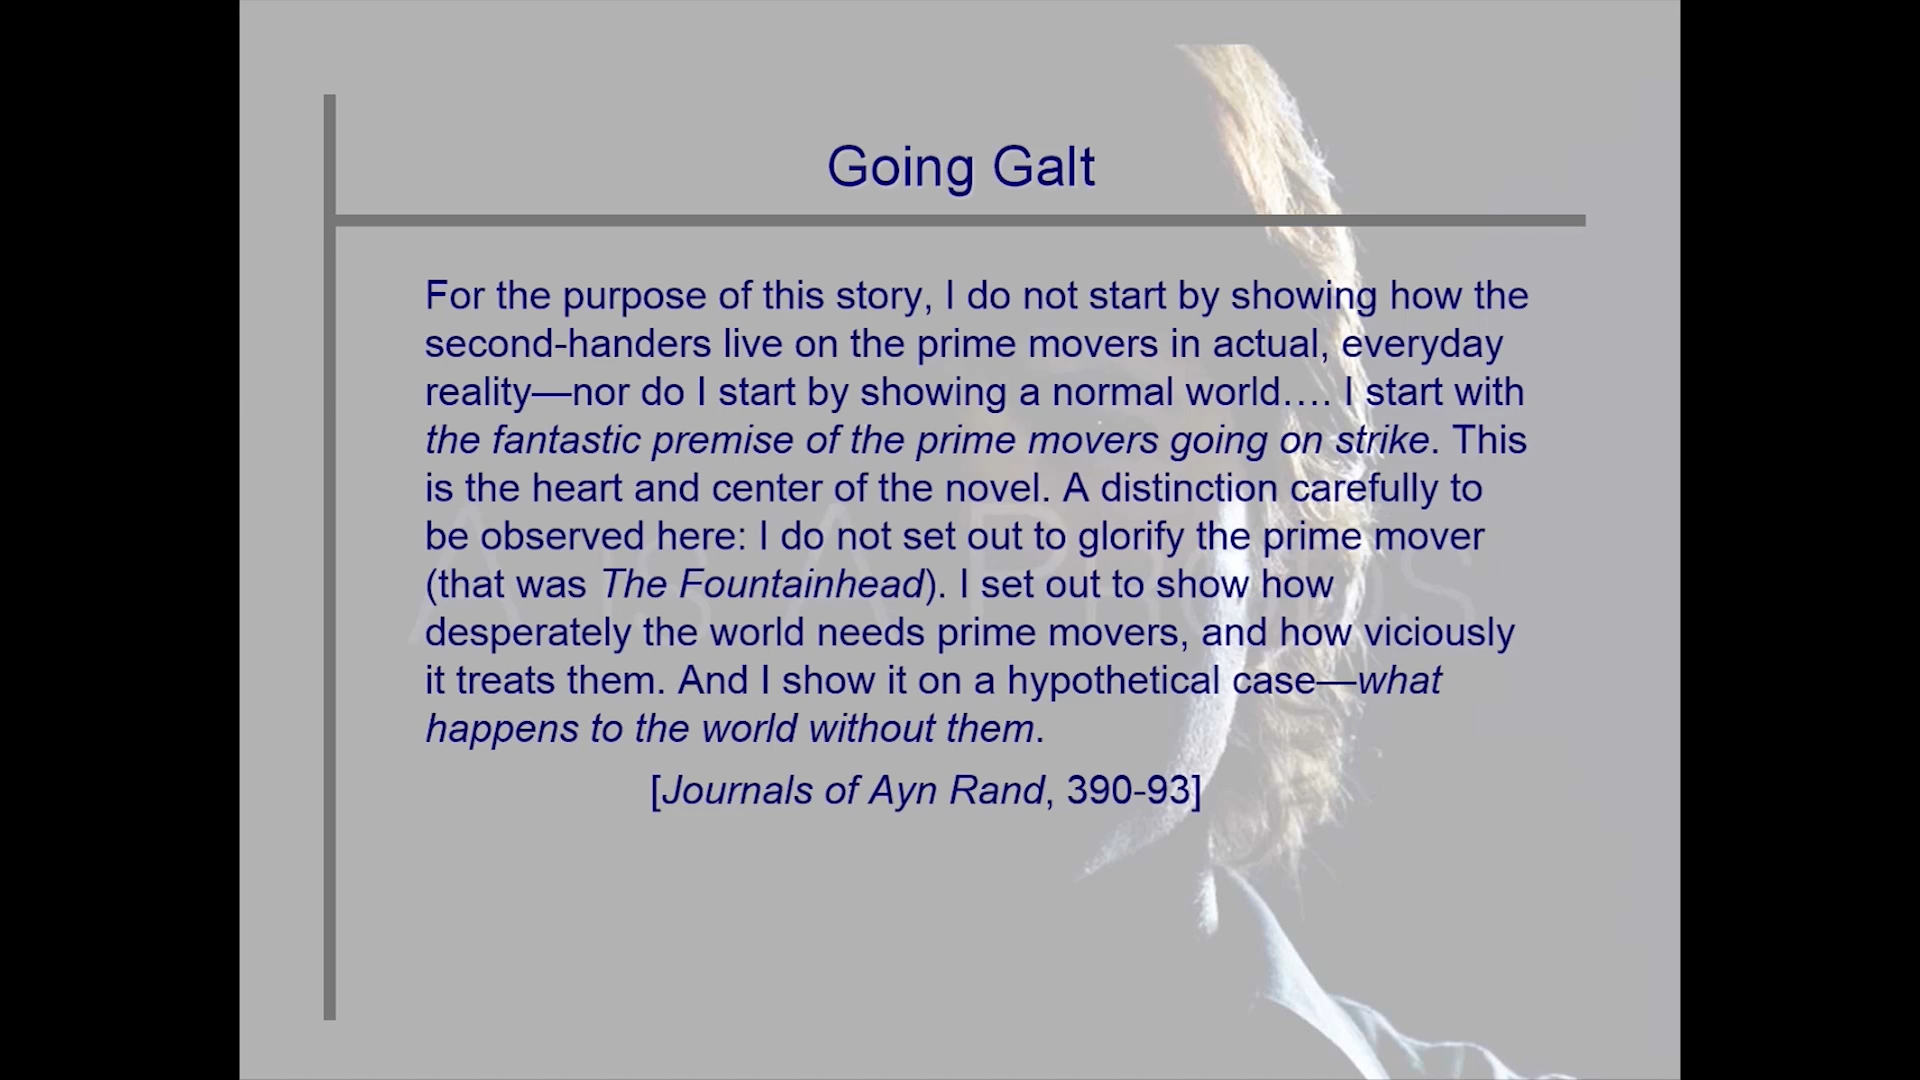 Going Galt
For the purpose of this story, I do not start by showing how the
second-handers live on the prime movers in actual, everyday
reality—nor do I start by showing a normal world…. I start with
the fantastic premise of the prime movers going on strike. This
is the heart and center of the novel. A distinction carefully to
be observed here: I do not set out to glorify the prime mover
(that was The Fountainhead). I set out to show how
desperately the world needs prime movers, and how viciously
it treats them. And I show it on a hypothetical case—what
happens to the world without them.
[Journals of Ayn Rand, 390-93]